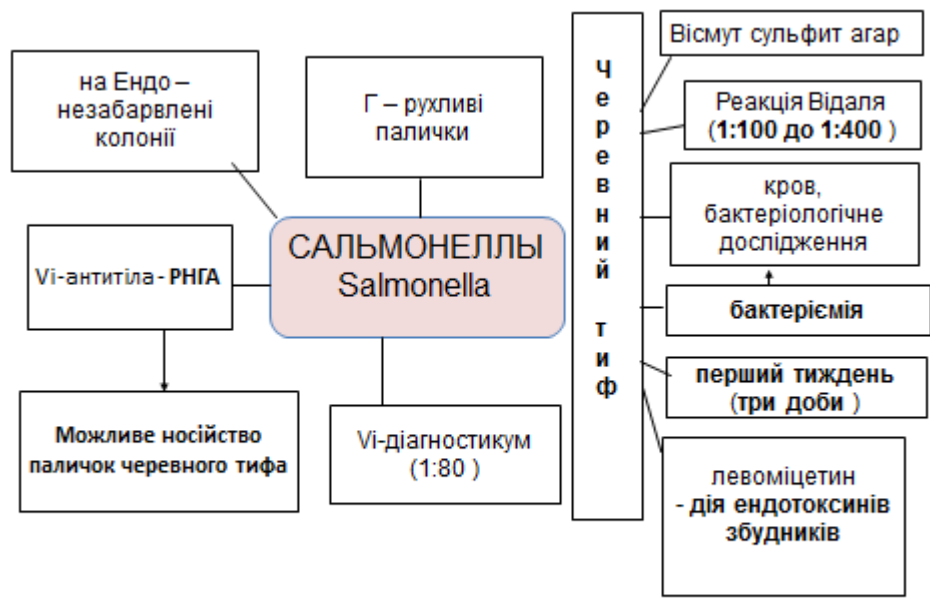 на Ендо –
незабарвлені
колонії
Г – рухливі
палички
САЛЬМОНЕЛЛЫ
Salmonella
Vi-антитіла - РНГА
Можливе носійство
паличок черевного тифа
Vi-діагностикум
(1:80 )
Черевний тиф
Вісмут сульфит агар
Реакція Відаля
(1:100 до 1:400 )
кров,
бактеріологічне
дослідження
бактеріємія
перший тиждень
(три доби )
левоміцетин
- дія ендотоксинів
збудників